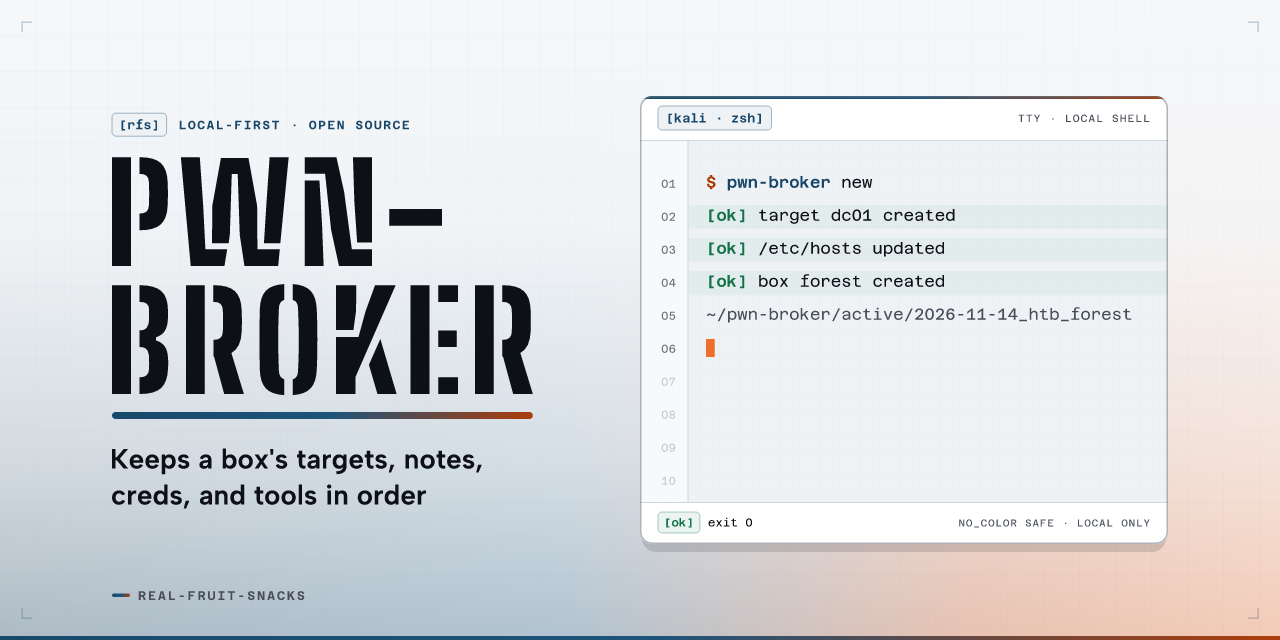 [rfs] LOCAL-FIRST · OPEN SOURCE
PWN-
BROKER
Keeps a box's targets, notes,
creds, and tools in order
REAL-FRUIT-SNACKS
[kali · zsh] TTY · LOCAL SHELL
01 $ pwn-broker new
02 [ok] target dc01 created
03 [ok] /etc/hosts updated
04 [ok] box forest created
05 ~/pwn-broker/active/2026-11-14_htb_forest
06
07
08
09
10
[ok] exit 0 NO_COLOR SAFE · LOCAL ONLY